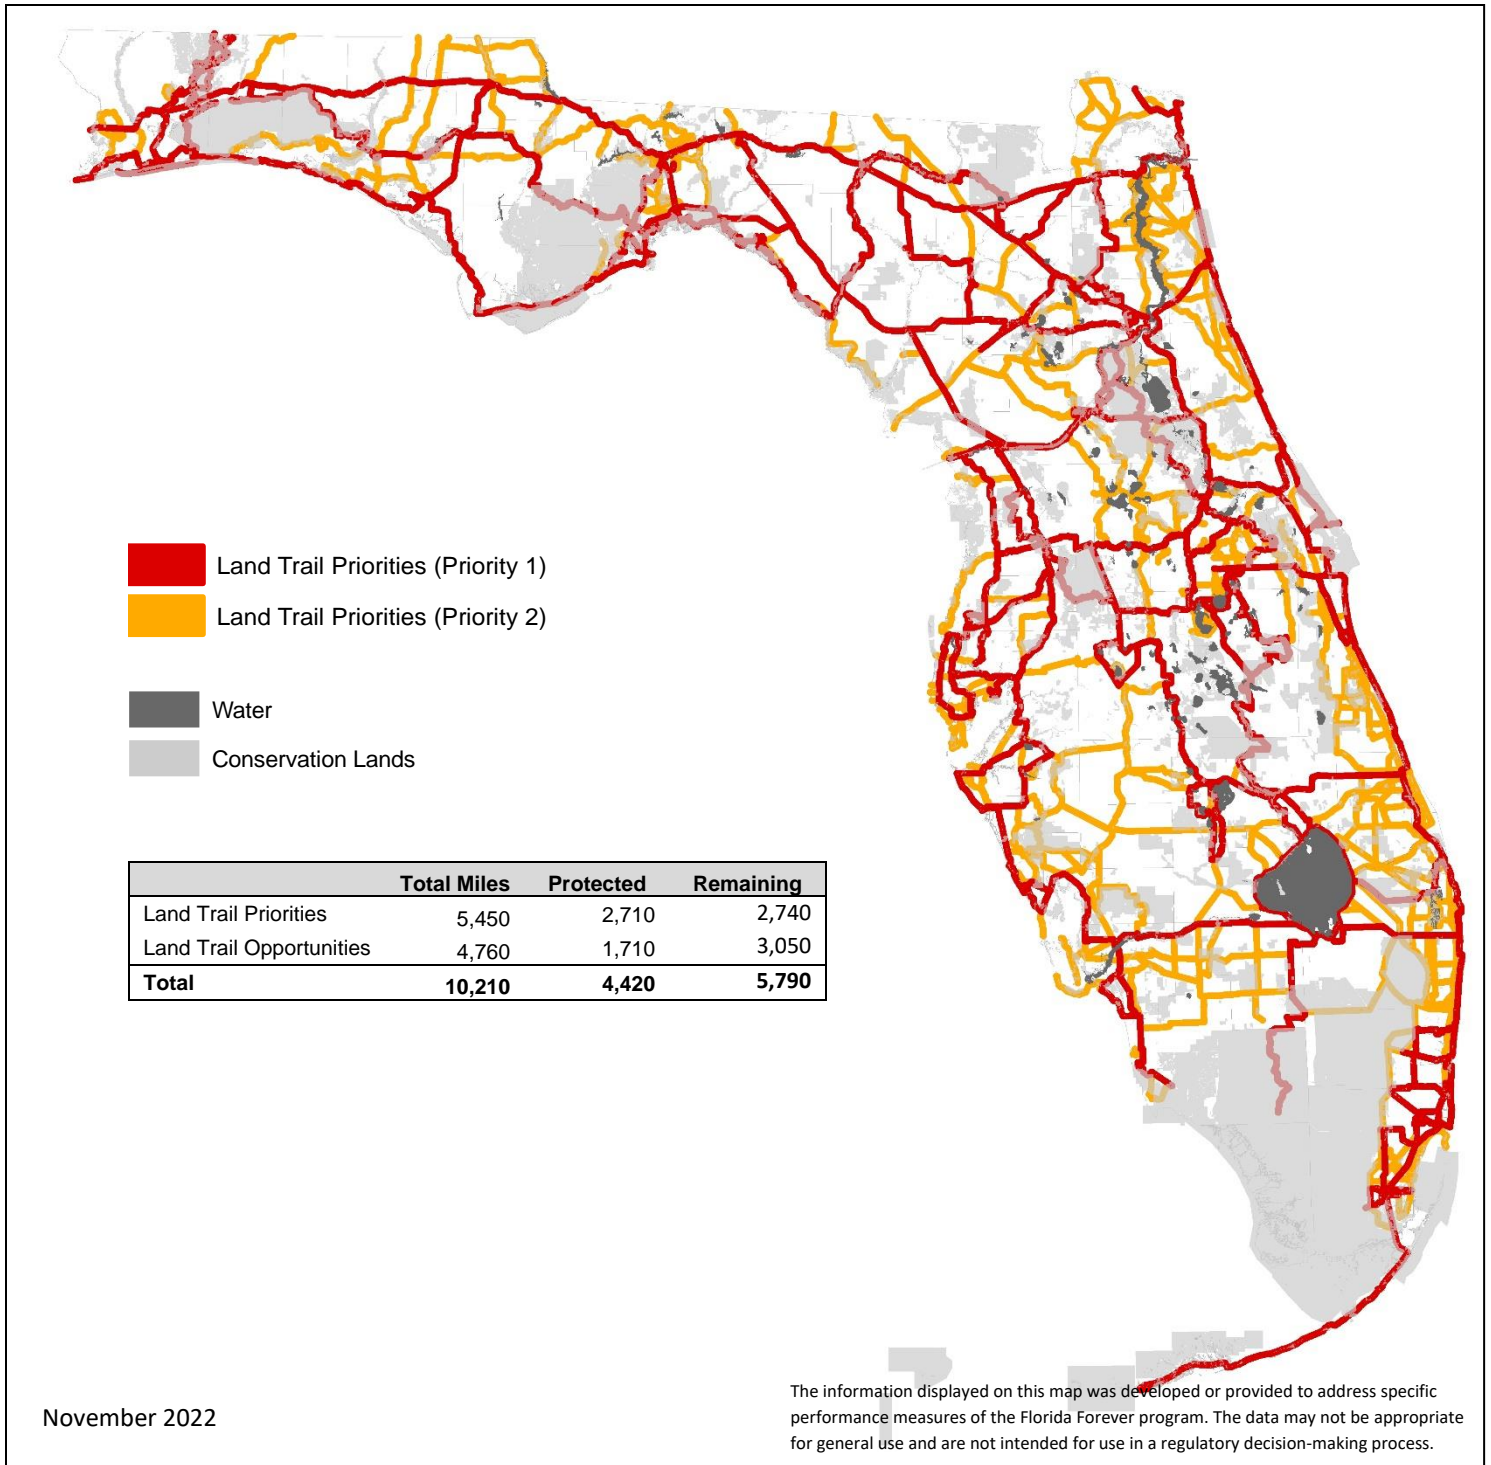 Land Trail Priorities (Priority 1)
Land Trail Priorities (Priority 2)
Water
Conservation Lands
Total Miles Protected Remaining
Land Trail Priorities 5,450 2,710 2,740
Land Trail Opportunities 4,760 1,710 3,050
Total 10,210 4,420 5,790
November 2022
The information displayed on this map was developed or provided to address specific
performance measures of the Florida Forever program. The data may not be appropriate
for general use and are not intended for use in a regulatory decision-making process.